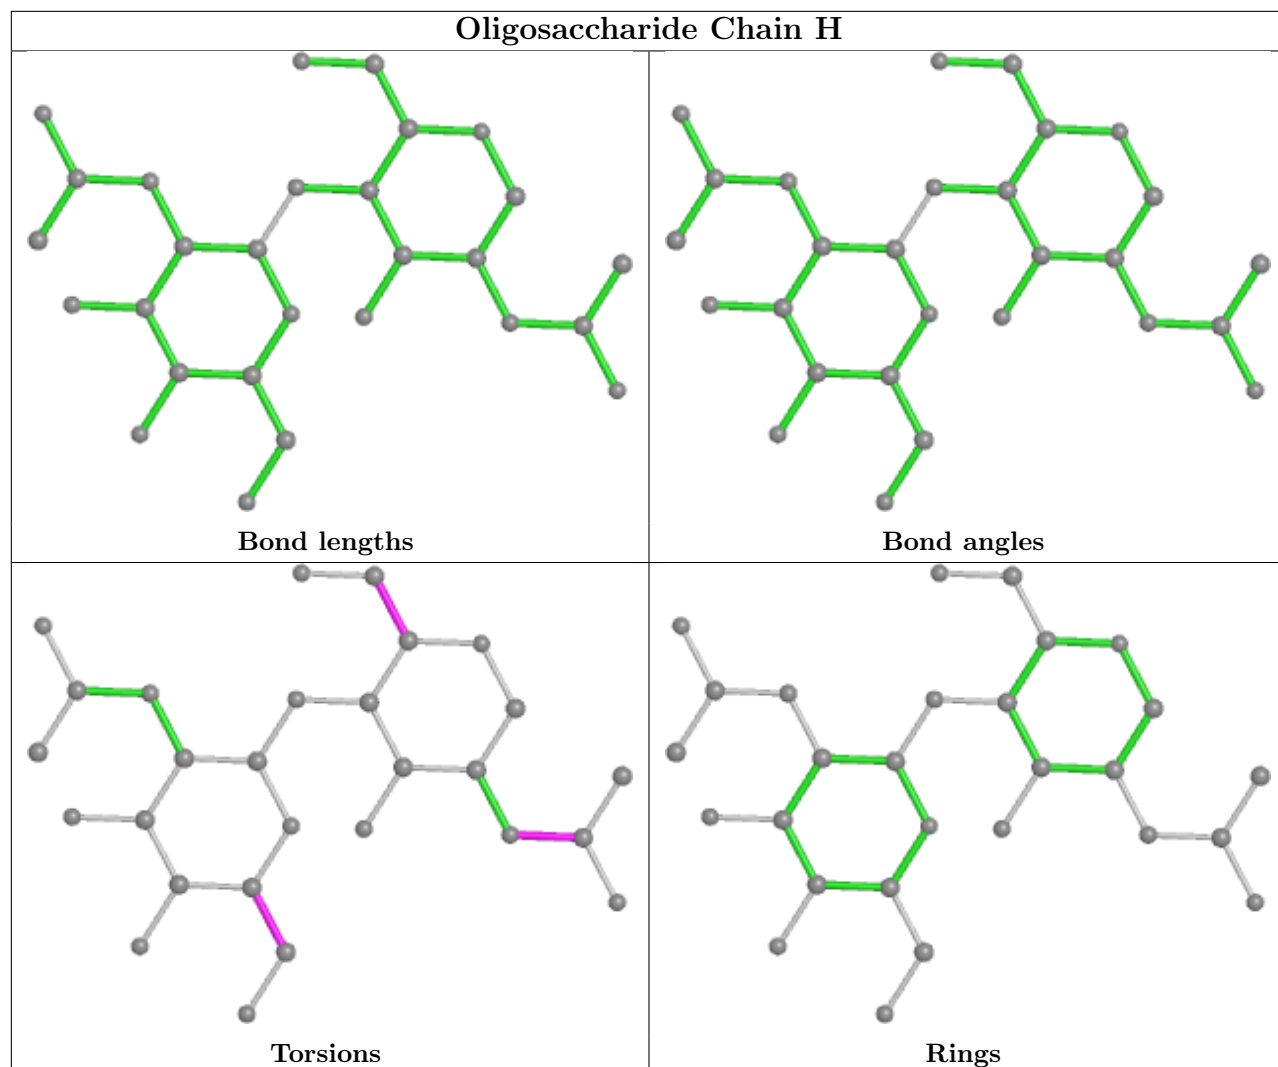 Oligosaccharide Chain H
Bond lengths
Bond angles
Torsions
Rings